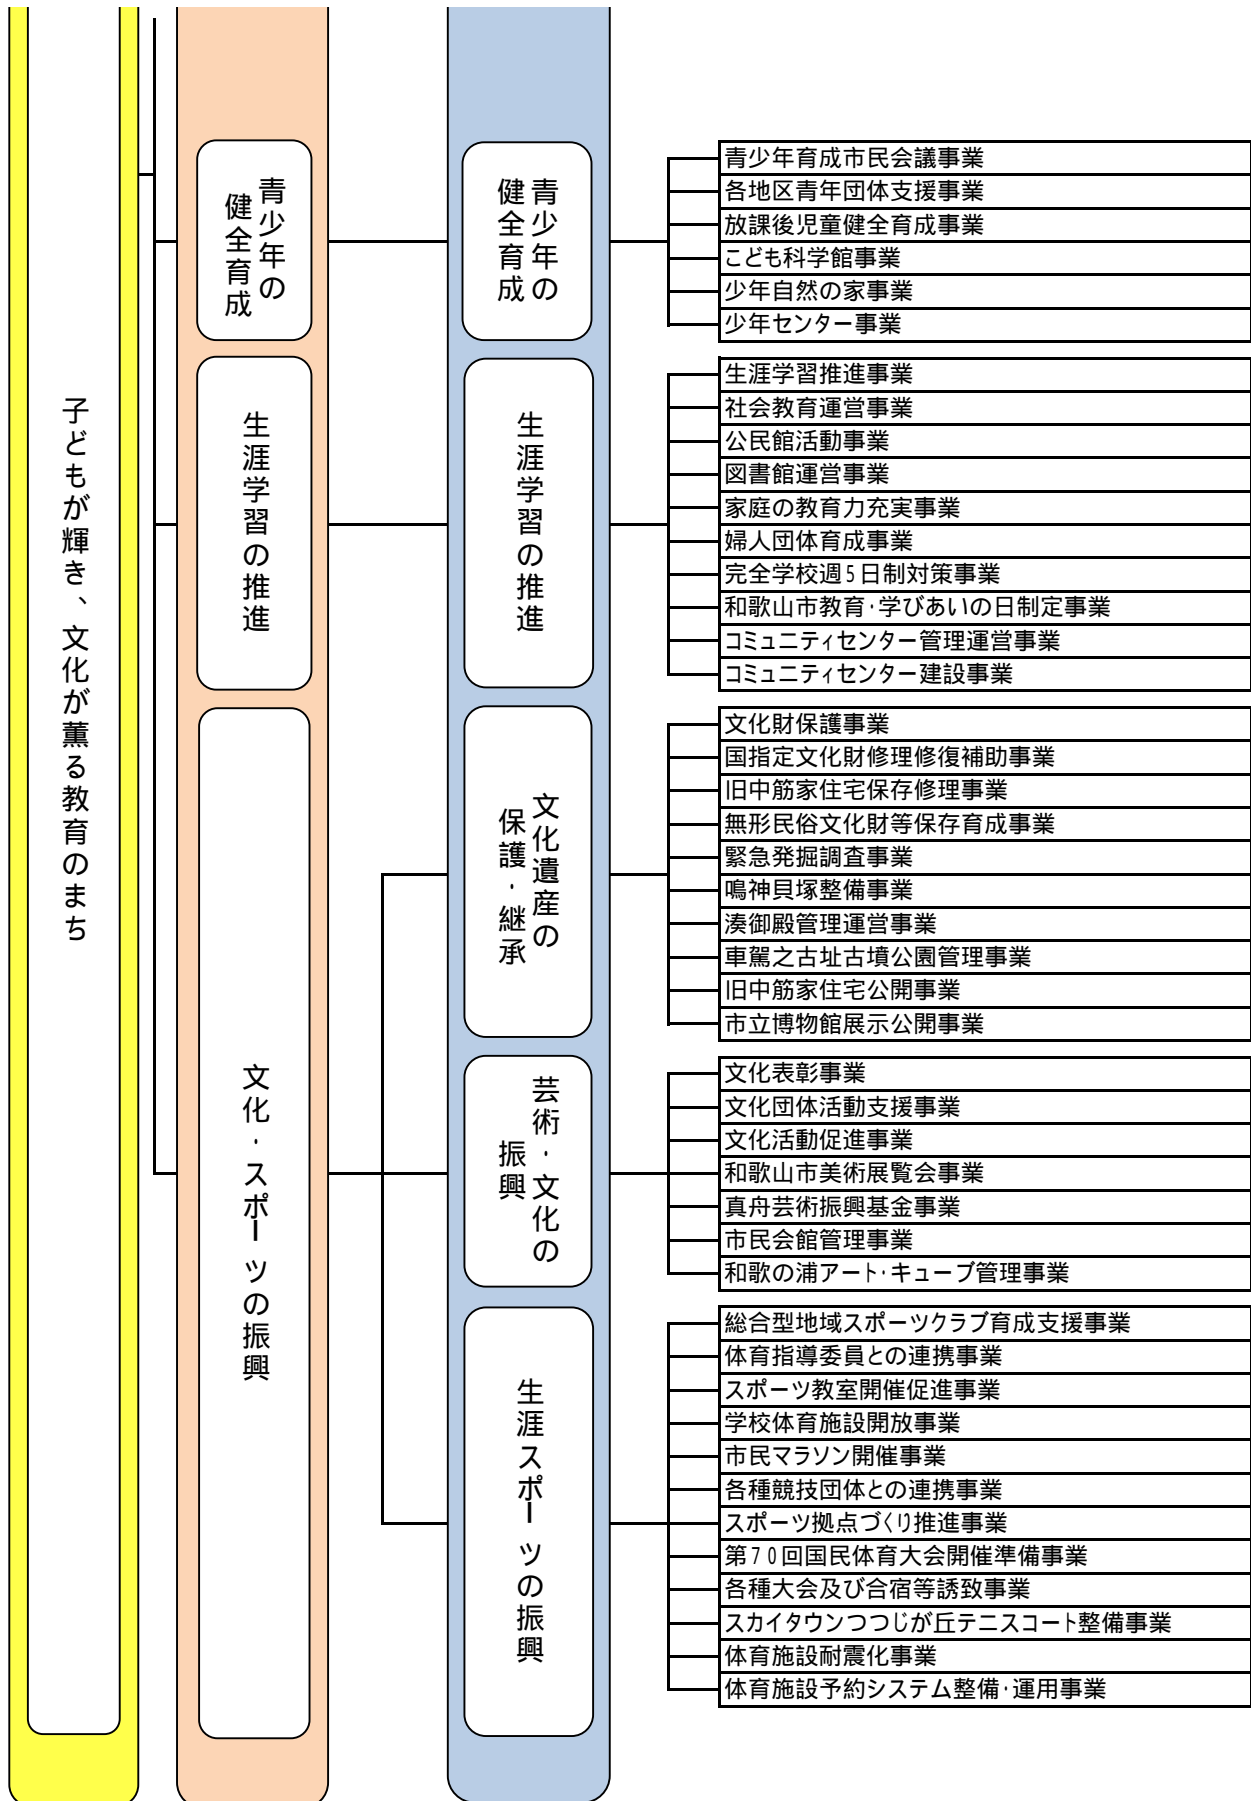 子どもが輝き、文化が薫る教育のまち
青少年の
健全育成
青少年の
健全育成
青少年育成市民会議事業
各地区青年団体支援事業
放課後児童健全育成事業
こども科学館事業
少年自然の家事業
少年センター事業
生涯学習の推進
生涯学習の推進
生涯学習推進事業
社会教育運営事業
公民館活動事業
図書館運営事業
家庭の教育力充実事業
婦人団体育成事業
完全学校週5日制対策事業
和歌山市教育・学びあいの日制定事業
コミュニティセンター管理運営事業
コミュニティセンター建設事業
文化・スポーツの振興
文化遺産の
保護・継承
文化財保護事業
国指定文化財修理修復補助事業
旧中筋家住宅保存修理事業
無形民俗文化財等保存育成事業
緊急発掘調査事業
鳴神貝塚整備事業
湊御殿管理運営事業
車駕之古址古墳公園管理事業
旧中筋家住宅公開事業
市立博物館展示公開事業
芸術・文化の
振興
文化表彰事業
文化団体活動支援事業
文化活動促進事業
和歌山市美術展覧会事業
真舟芸術振興基金事業
市民会館管理事業
和歌の浦アート・キューブ管理事業
生涯スポーツの振興
総合型地域スポーツクラブ育成支援事業
体育指導委員との連携事業
スポーツ教室開催促進事業
学校体育施設開放事業
市民マラソン開催事業
各種競技団体との連携事業
スポーツ拠点づくり推進事業
第70回国民体育大会開催準備事業
各種大会及び合宿等誘致事業
スカイタウンつつじが丘テニスコート整備事業
体育施設耐震化事業
体育施設予約システム整備・運用事業